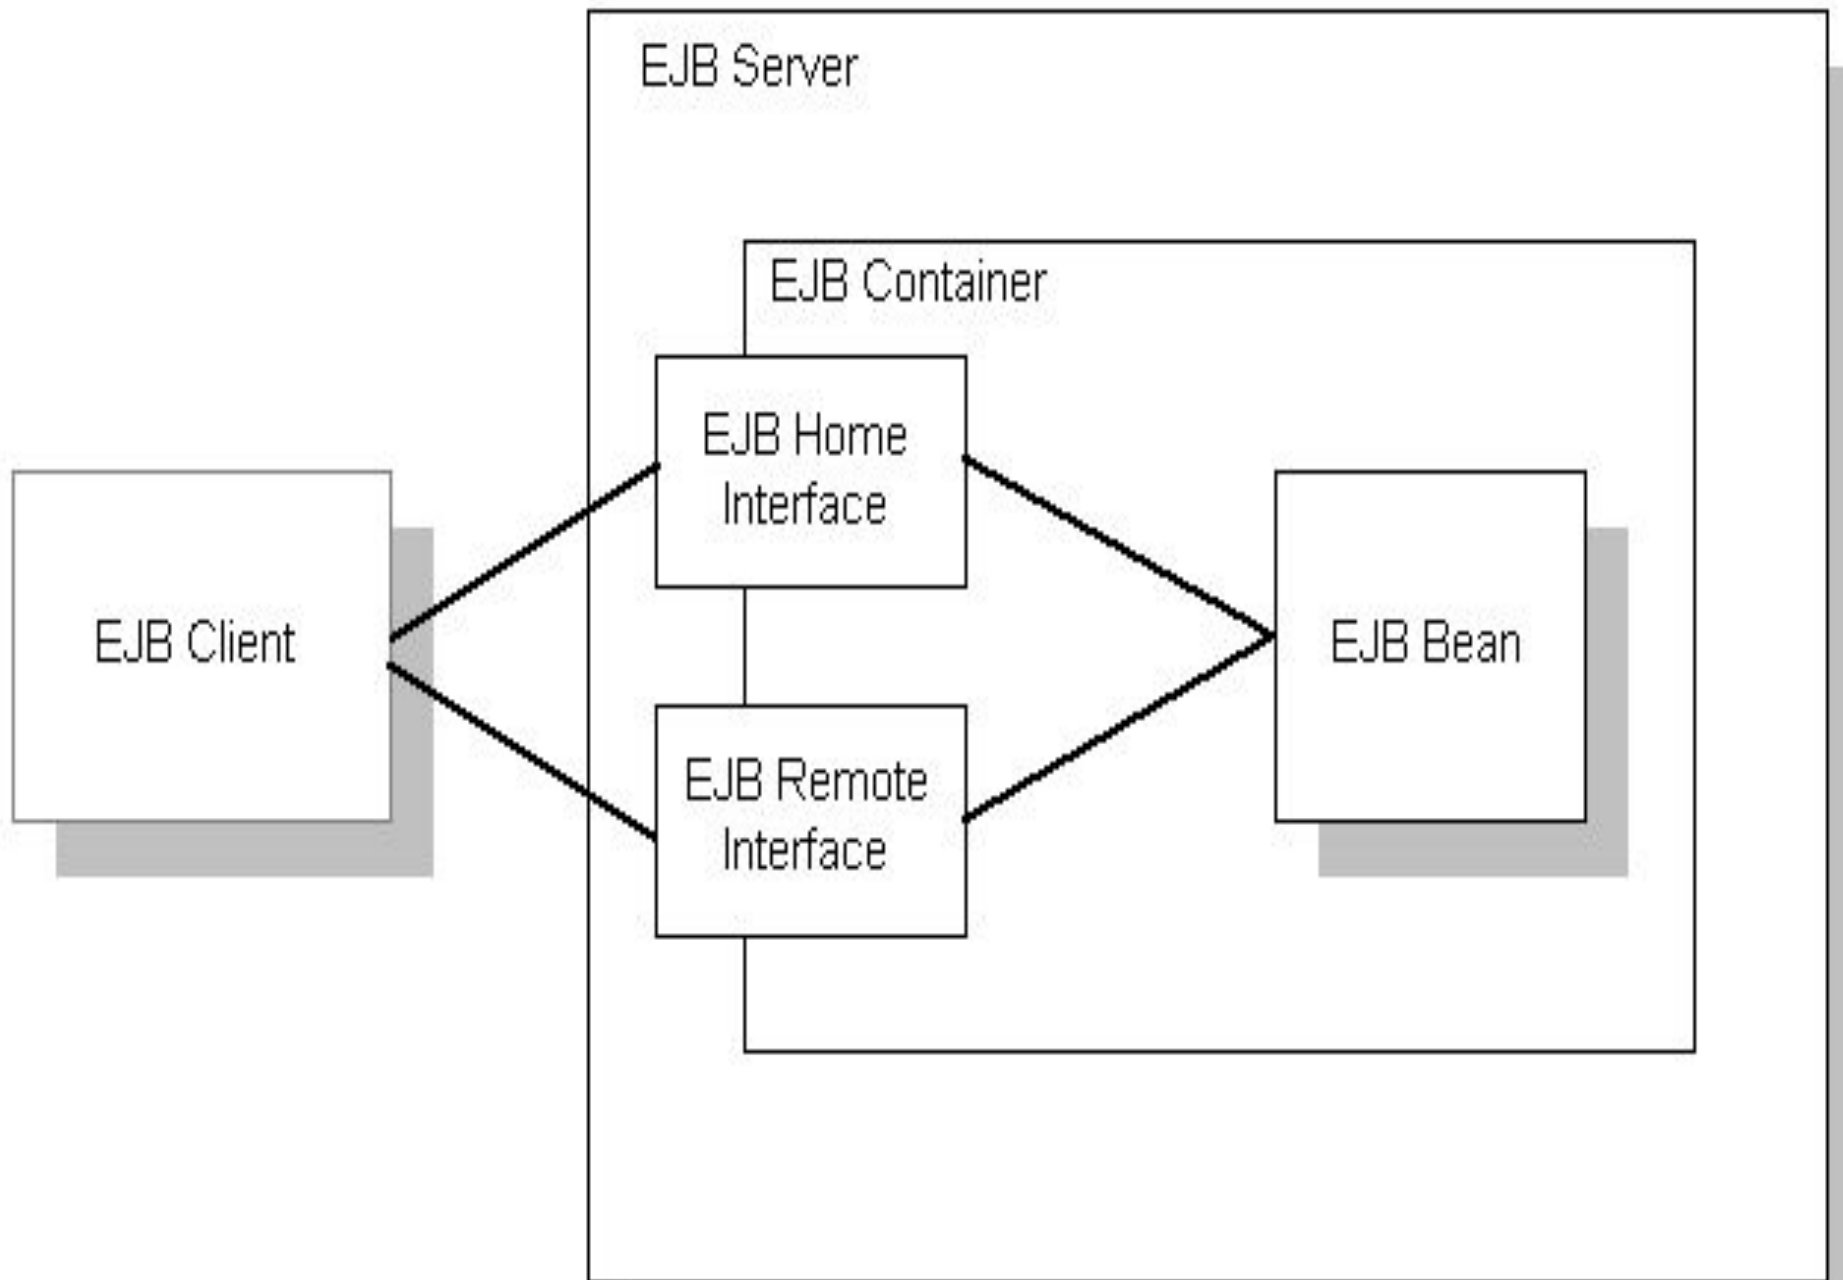 EJB Server
EJB Container
EJB Home
Interface
EJB Client
EJB Bean
EJB Remote
Interface